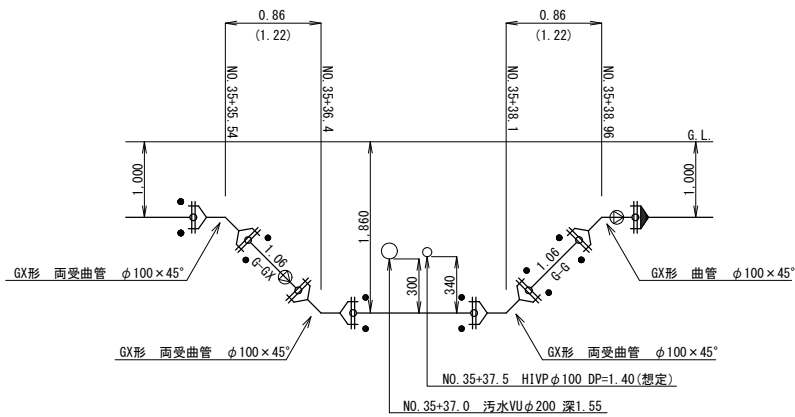 0.86
(1.22)
0.86
(1.22)
NO.35+35.54
NO.35+36.4
NO.35+38.1
NO.35+38.96
G.L.
1,000
1,860
1,000
1.06
G-GX
300
340
1.06
G-G
GX形 両受曲管 φ100×45°
GX形 曲管 φ100×45°
GX形 両受曲管 φ100×45°
GX形 両受曲管 φ100×45°
NO.35+37.5 HIVPφ100 DP=1.40(想定)
NO.35+37.0 汚水VUφ200 深1.55